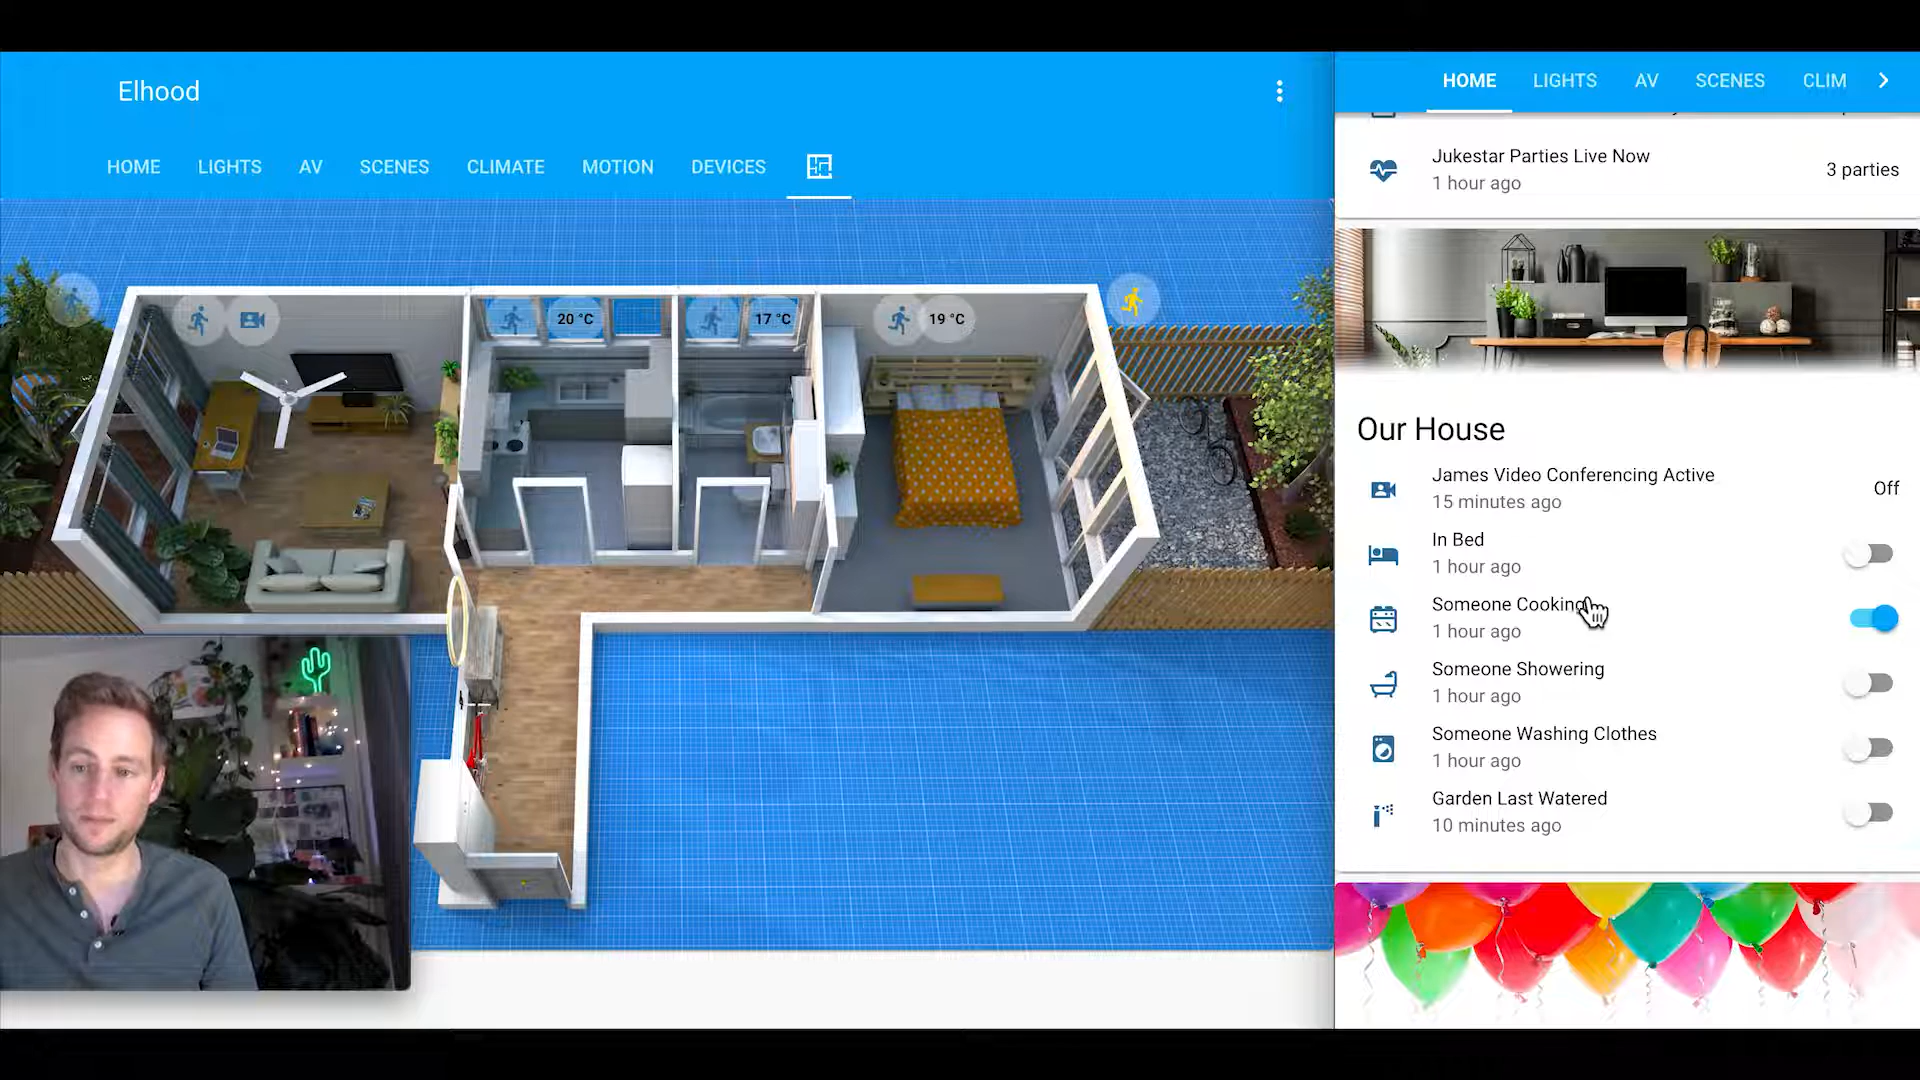 Elhood
HOME LIGHTS AV SCENES CLIMATE MOTION DEVICES
20 °C
17 °C
19 °C
HOME LIGHTS AV SCENES CLIM
Jukestar Parties Live Now
1 hour ago
3 parties
Our House
James Video Conferencing Active
15 minutes ago
Off
In Bed
1 hour ago
Someone Cooking
1 hour ago
Someone Showering
1 hour ago
Someone Washing Clothes
1 hour ago
Garden Last Watered
10 minutes ago